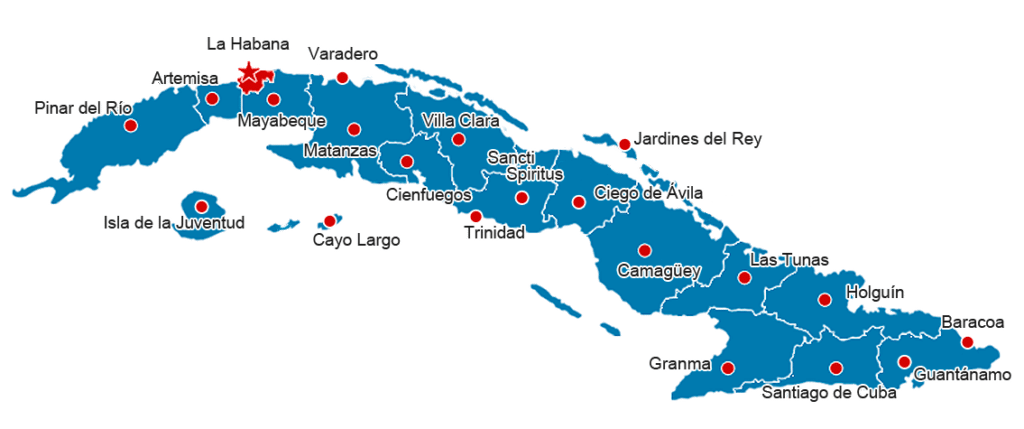 La Habana
Varadero
Artemisa
Pinar del Río
Mayabeque
Villa Clara
Jardines del Rey
Matanzas
Sancti
Spiritus
Cienfuegos
Ciego de Ávila
Isla de la Juventud
Trinidad
Cayo Largo
Las Tunas
Camagüey
Holguín
Baracoa
Granma
Guantánamo
Santiago de Cuba